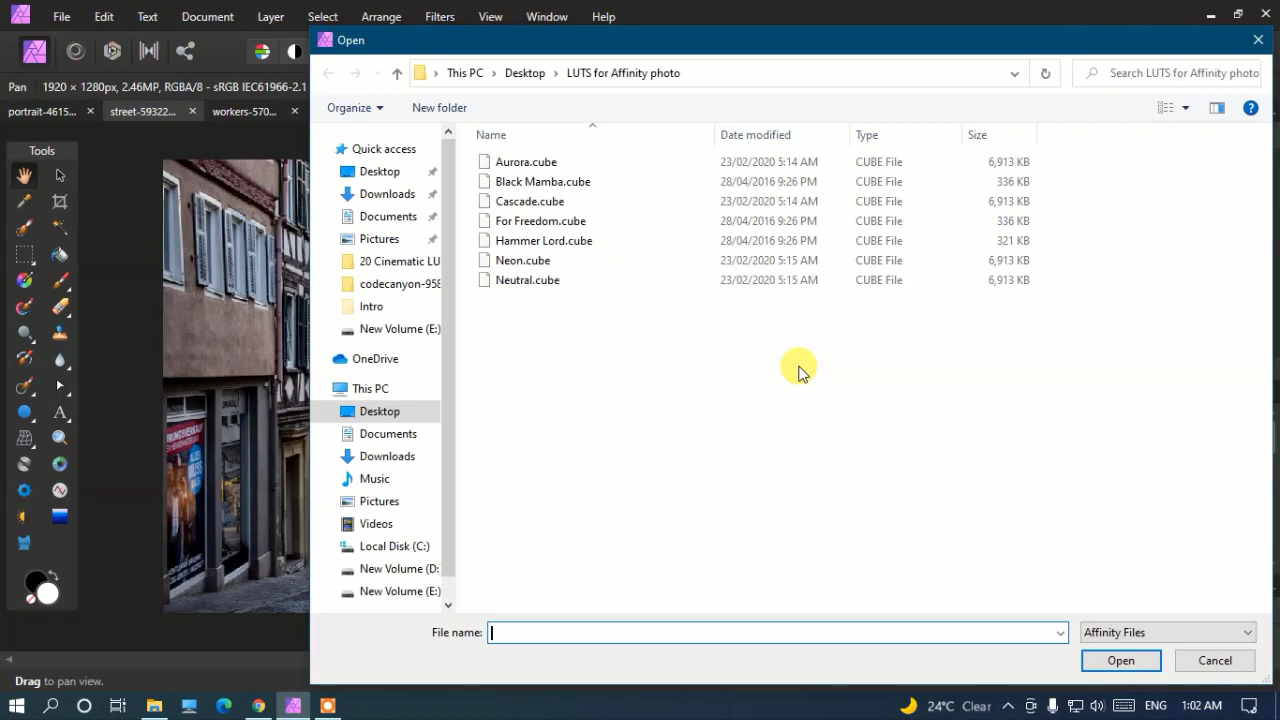 File Edit Text Document Layer Select Arrange Filters View Window Help
Open
This PC > Desktop > LUTS for Affinity photo
Search LUTS for Affinity photo
Pan 1920 × 1280px, 2.46MP, RGBA/8 - sRGB IEC61966-2.1
Organize New folder
portrait-4615... street-59322... workers-570...
Name Date modified Type Size
Tools
Quick access
Desktop
Downloads
Documents
Pictures
20 Cinematic LU
codecanyon-958
Intro
New Volume (E:)
OneDrive
This PC
Desktop
Documents
Downloads
Music
Pictures
Videos
Local Disk (C:)
New Volume (D:
New Volume (E:)
Aurora.cube 23/02/2020 5:14 AM CUBE File 6,913 KB
Black Mamba.cube 28/04/2016 9:26 PM CUBE File 336 KB
Cascade.cube 23/02/2020 5:14 AM CUBE File 6,913 KB
For Freedom.cube 28/04/2016 9:26 PM CUBE File 336 KB
Hammer Lord.cube 28/04/2016 9:26 PM CUBE File 321 KB
Neon.cube 23/02/2020 5:15 AM CUBE File 6,913 KB
Neutral.cube 23/02/2020 5:15 AM CUBE File 6,913 KB
File name:
Affinity Files
Open Cancel
Drag to pan view.
24°C Clear ENG 1:02 AM